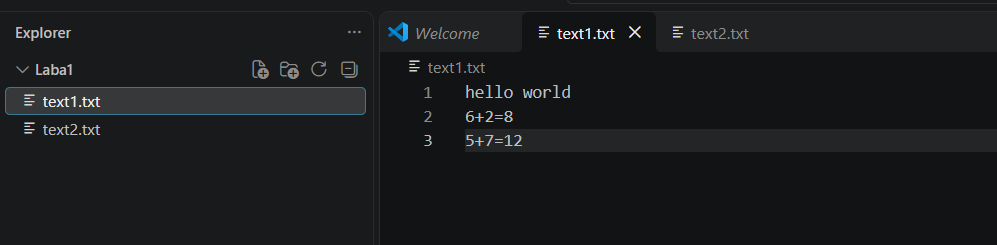 Explorer
Laba1
text1.txt
text2.txt
Welcome
text1.txt
text2.txt
text1.txt
1 hello world
2 6+2=8
3 5+7=12